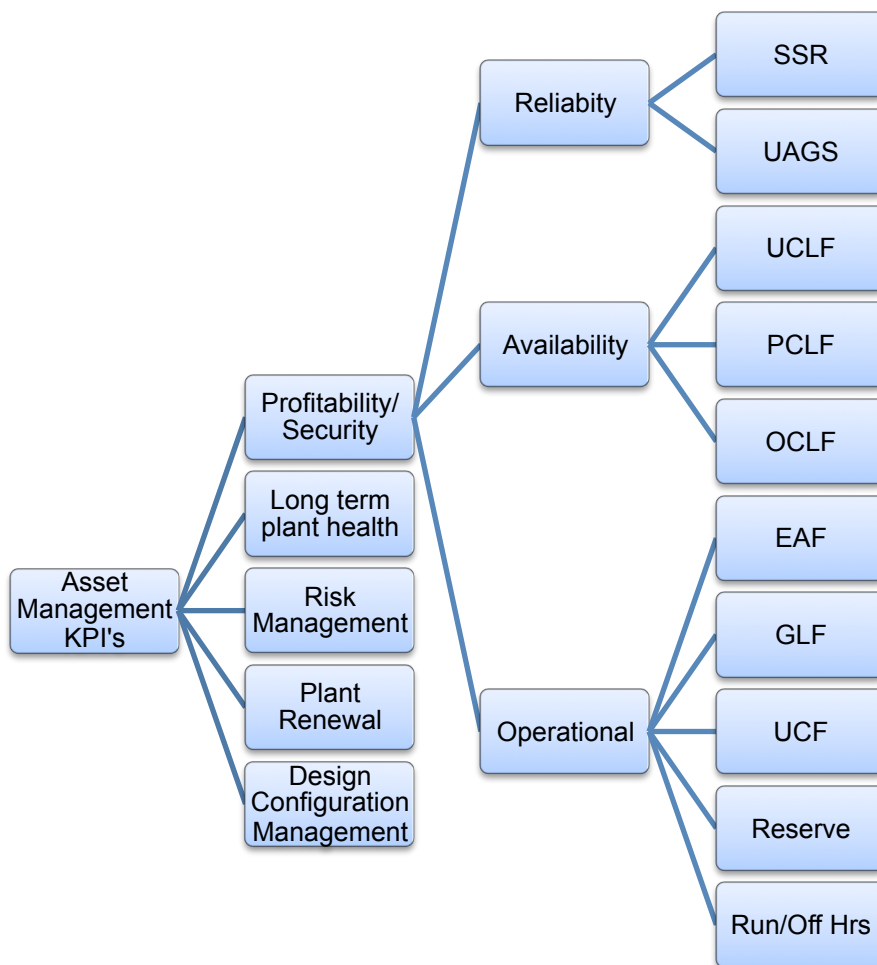 Asset
Management
KPI's
Profitability/
Security
Long term
plant health
Risk
Management
Plant
Renewal
Design
Configuration
Management
Reliabity
Availability
Operational
SSR
UAGS
UCLF
PCLF
OCLF
EAF
GLF
UCF
Reserve
Run/Off Hrs